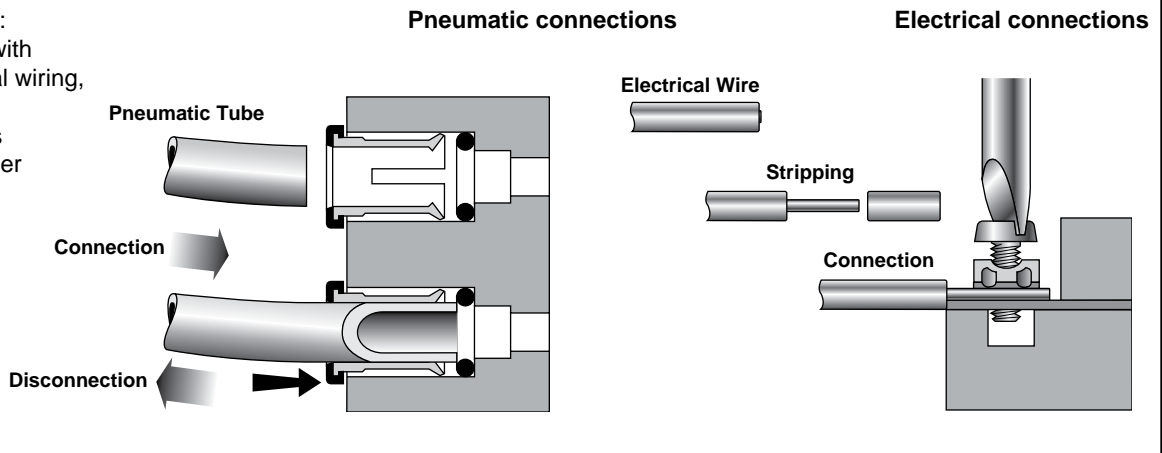 :
with
al wiring,
s
er
Pneumatic connections
Pneumatic Tube
Connection
Disconnection
Electrical connections
Electrical Wire
Stripping
Connection